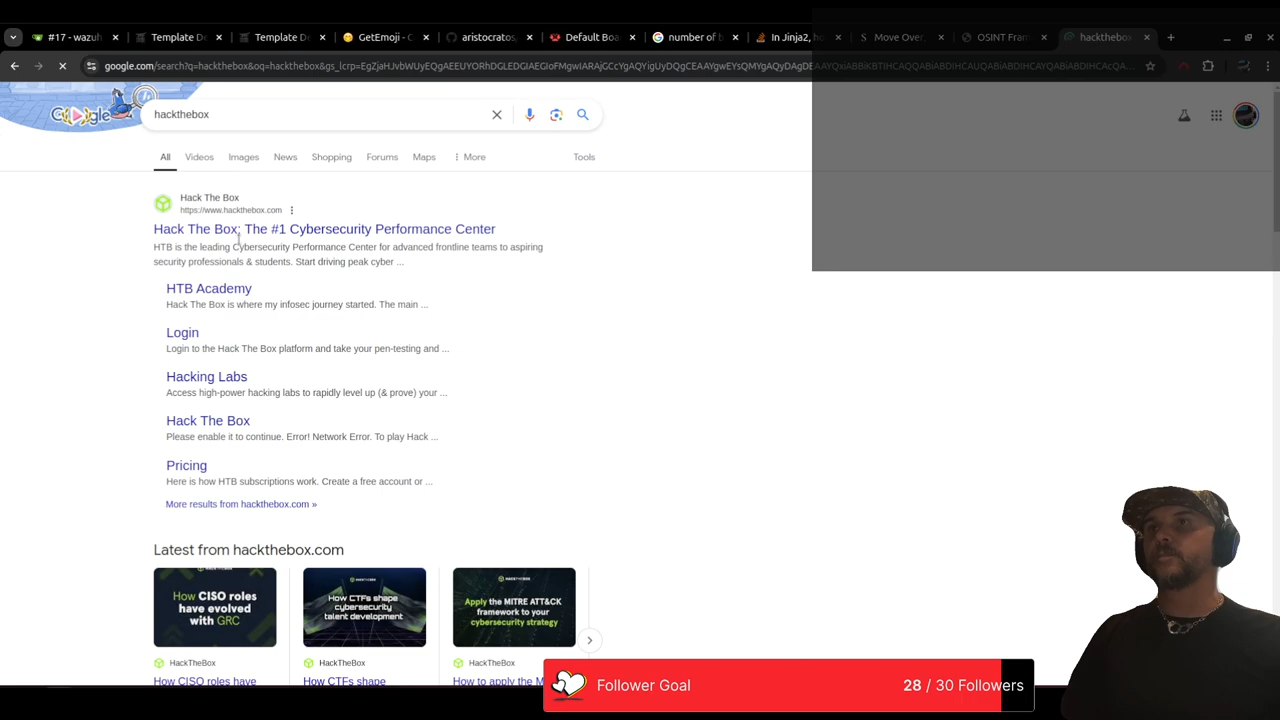 #17 - wazuh
Template De
Template De
GetEmoji - C
aristocratos,
Default Boa
number of b
In Jinja2, ho
Move Over,
OSINT Fram
hackthebox
Google
hackthebox
All
Videos
Images
News
Shopping
Forums
Maps
More
Tools
Hack The Box
https://www.hackthebox.com
Hack The Box: The #1 Cybersecurity Performance Center
HTB is the leading Cybersecurity Performance Center for advanced frontline teams to aspiring
security professionals & students. Start driving peak cyber ...
HTB Academy
Hack The Box is where my infosec journey started. The main ...
Login
Login to the Hack The Box platform and take your pen-testing and ...
Hacking Labs
Access high-power hacking labs to rapidly level up (& prove) your ...
Hack The Box
Please enable it to continue. Error! Network Error. To play Hack ...
Pricing
Here is how HTB subscriptions work. Create a free account or ...
More results from hackthebox.com »
Latest from hackthebox.com
How CISO roles
have evolved
with GRC
HACKTHEBOX
How CTFs shape
cybersecurity
talent development
HACKTHEBOX
Apply the MITRE ATT&CK
framework to your
cybersecurity strategy
HackTheBox
HackTheBox
HackTheBox
How CISO roles have
How CTFs shape
How to apply the M
Follower Goal
28 / 30 Followers